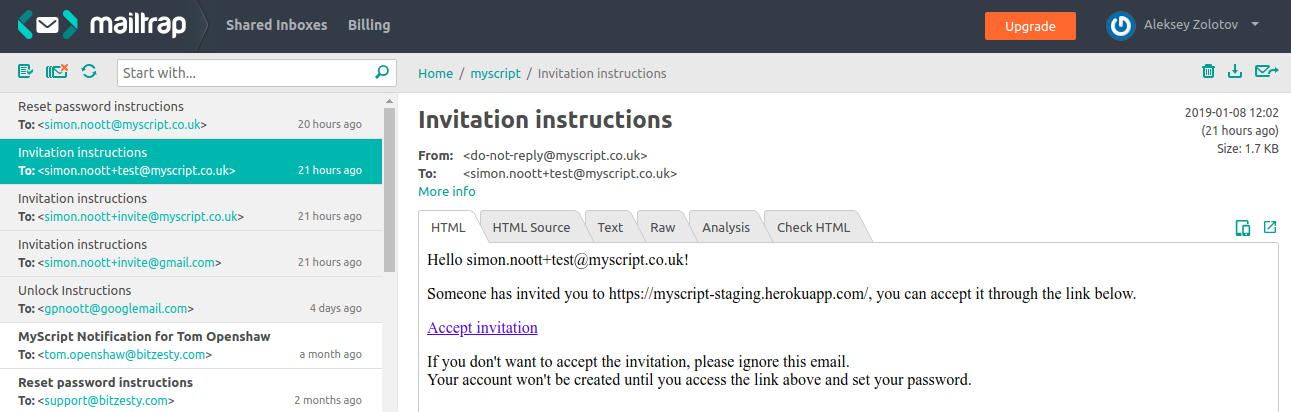 mailtrap
Shared Inboxes
Billing
Upgrade
Aleksey Zolotov
Start with...
Reset password instructions
To: <simon.noott@myscript.co.uk>
20 hours ago
Invitation instructions
To: <simon.noott+test@myscript.co.uk>
21 hours ago
Invitation instructions
To: <simon.noott+invite@myscript.co.uk>
21 hours ago
Invitation instructions
To: <simon.noott+invite@gmail.com>
21 hours ago
Unlock Instructions
To: <gpnoott@googlemail.com>
4 days ago
MyScript Notification for Tom Openshaw
To: <tom.openshaw@bitzesty.com>
a month ago
Reset password instructions
To: <support@bitzesty.com>
2 months ago
Home / myscript / Invitation instructions
Invitation instructions
2019-01-08 12:02
(21 hours ago)
Size: 1.7 KB
From: <do-not-reply@myscript.co.uk>
To: <simon.noott+test@myscript.co.uk>
More info
HTML
HTML Source
Text
Raw
Analysis
Check HTML
Hello simon.noott+test@myscript.co.uk!
Someone has invited you to https://myscript-staging.herokuapp.com/, you can accept it through the link below.
Accept invitation
If you don't want to accept the invitation, please ignore this email.
Your account won't be created until you access the link above and set your password.